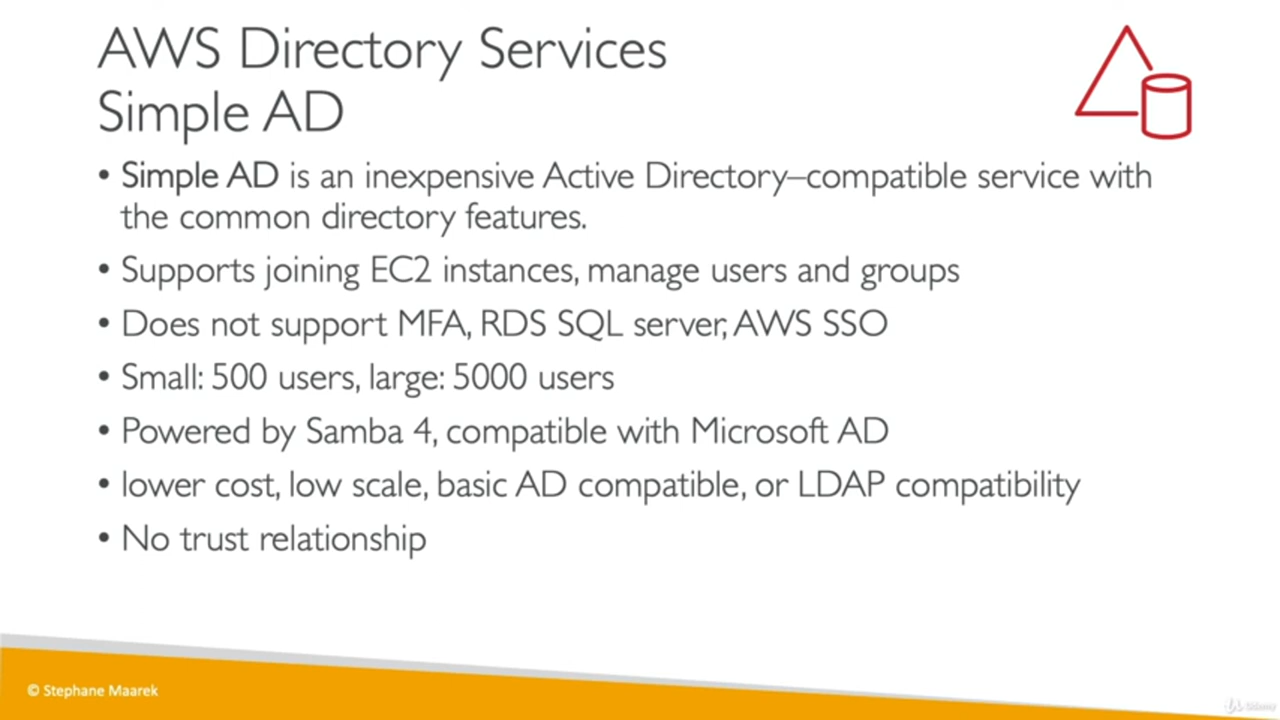 AWS Directory Services
Simple AD
• Simple AD is an inexpensive Active Directory–compatible service with
the common directory features.
• Supports joining EC2 instances, manage users and groups
• Does not support MFA, RDS SQL server, AWS SSO
• Small: 500 users, large: 5000 users
• Powered by Samba 4, compatible with Microsoft AD
• lower cost, low scale, basic AD compatible, or LDAP compatibility
• No trust relationship
© Stephane Maarek
Udemy